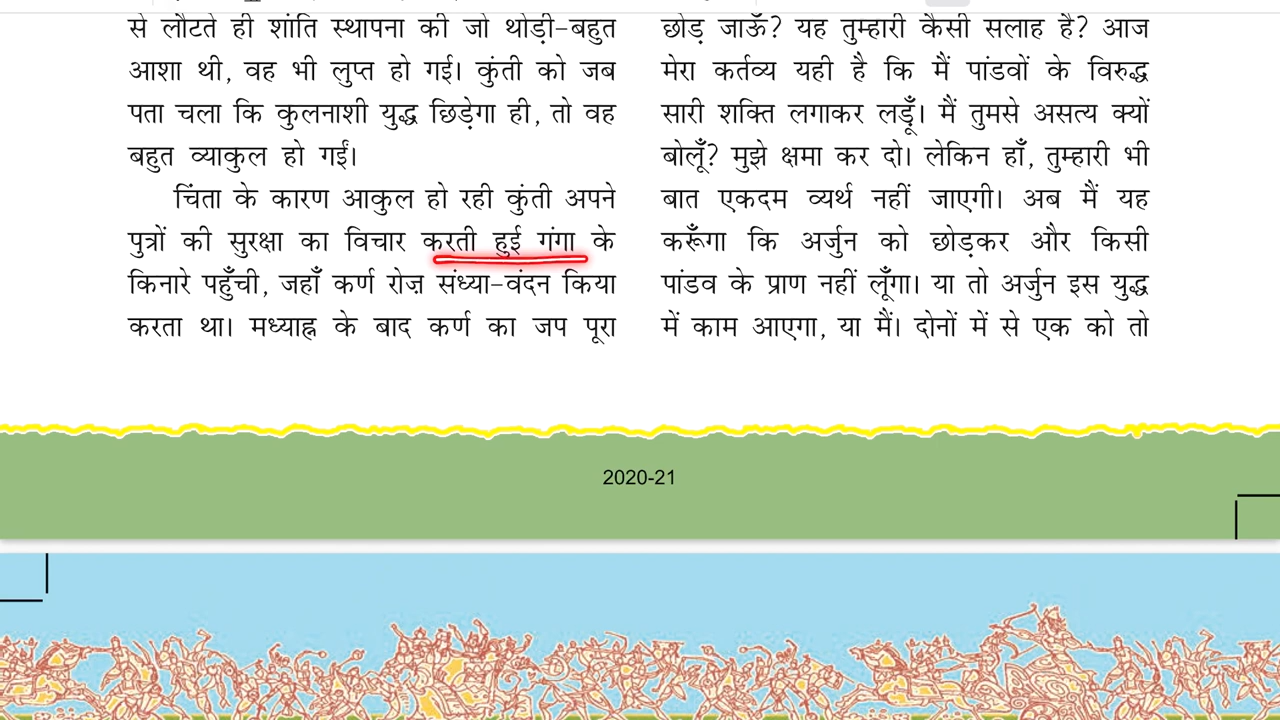 से लौटते ही शांति स्थापना की जो थोड़ी-बहुत
आशा थी, वह भी लुप्त हो गई। कुंती को जब
पता चला कि कुलनाशी युद्ध छिड़ेगा ही, तो वह
बहुत व्याकुल हो गईं।
चिंता के कारण आकुल हो रही कुंती अपने
पुत्रों की सुरक्षा का विचार करती हुई गंगा के
किनारे पहुँची, जहाँ कर्ण रोज़ संध्या-वंदन किया
करता था। मध्याह्न के बाद कर्ण का जप पूरा
छोड़ जाऊँ? यह तुम्हारी कैसी सलाह है? आज
मेरा कर्तव्य यही है कि मैं पांडवों के विरुद्ध
सारी शक्ति लगाकर लड़ूँ। मैं तुमसे असत्य क्यों
बोलूँ? मुझे क्षमा कर दो। लेकिन हाँ, तुम्हारी भी
बात एकदम व्यर्थ नहीं जाएगी। अब मैं यह
करूँगा कि अर्जुन को छोड़कर और किसी
पांडव के प्राण नहीं लूँगा। या तो अर्जुन इस युद्ध
में काम आएगा, या मैं। दोनों में से एक को तो
2020-21